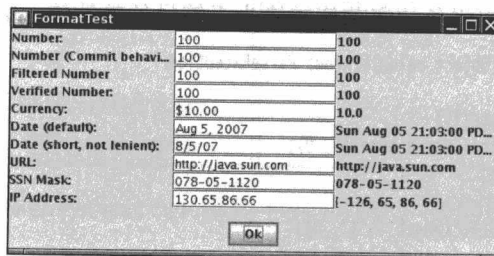 FormatTest
Number: 100 100
Number (Commit behavi... 100 100
Filtered Number 100 100
Verified Number: 100 100
Currency: $10.00 10.0
Date (default): Aug 5, 2007 Sun Aug 05 21:03:00 PD...
Date (short, not lenient): 8/5/07 Sun Aug 05 21:03:00 PD...
URL: http://java.sun.com http://java.sun.com
SSN Mask: 078-05-1120 078-05-1120
IP Address: 130.65.86.66 [-126, 65, 86, 66]
Ok